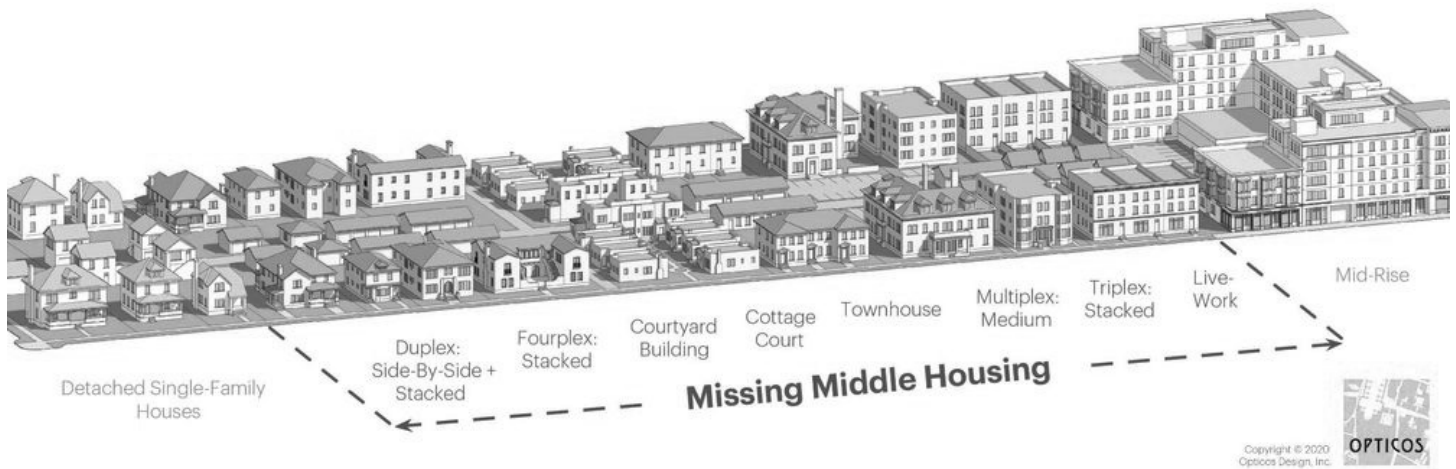 Detached Single-Family
Houses
Duplex:
Side-By-Side +
Stacked
Fourplex:
Stacked
Courtyard
Building
Cottage
Court
Townhouse
Multiplex:
Medium
Triplex:
Stacked
Live-
Work
Mid-Rise
Missing Middle Housing
Copyright © 2020
Opticos Design, Inc.
OPTICOS